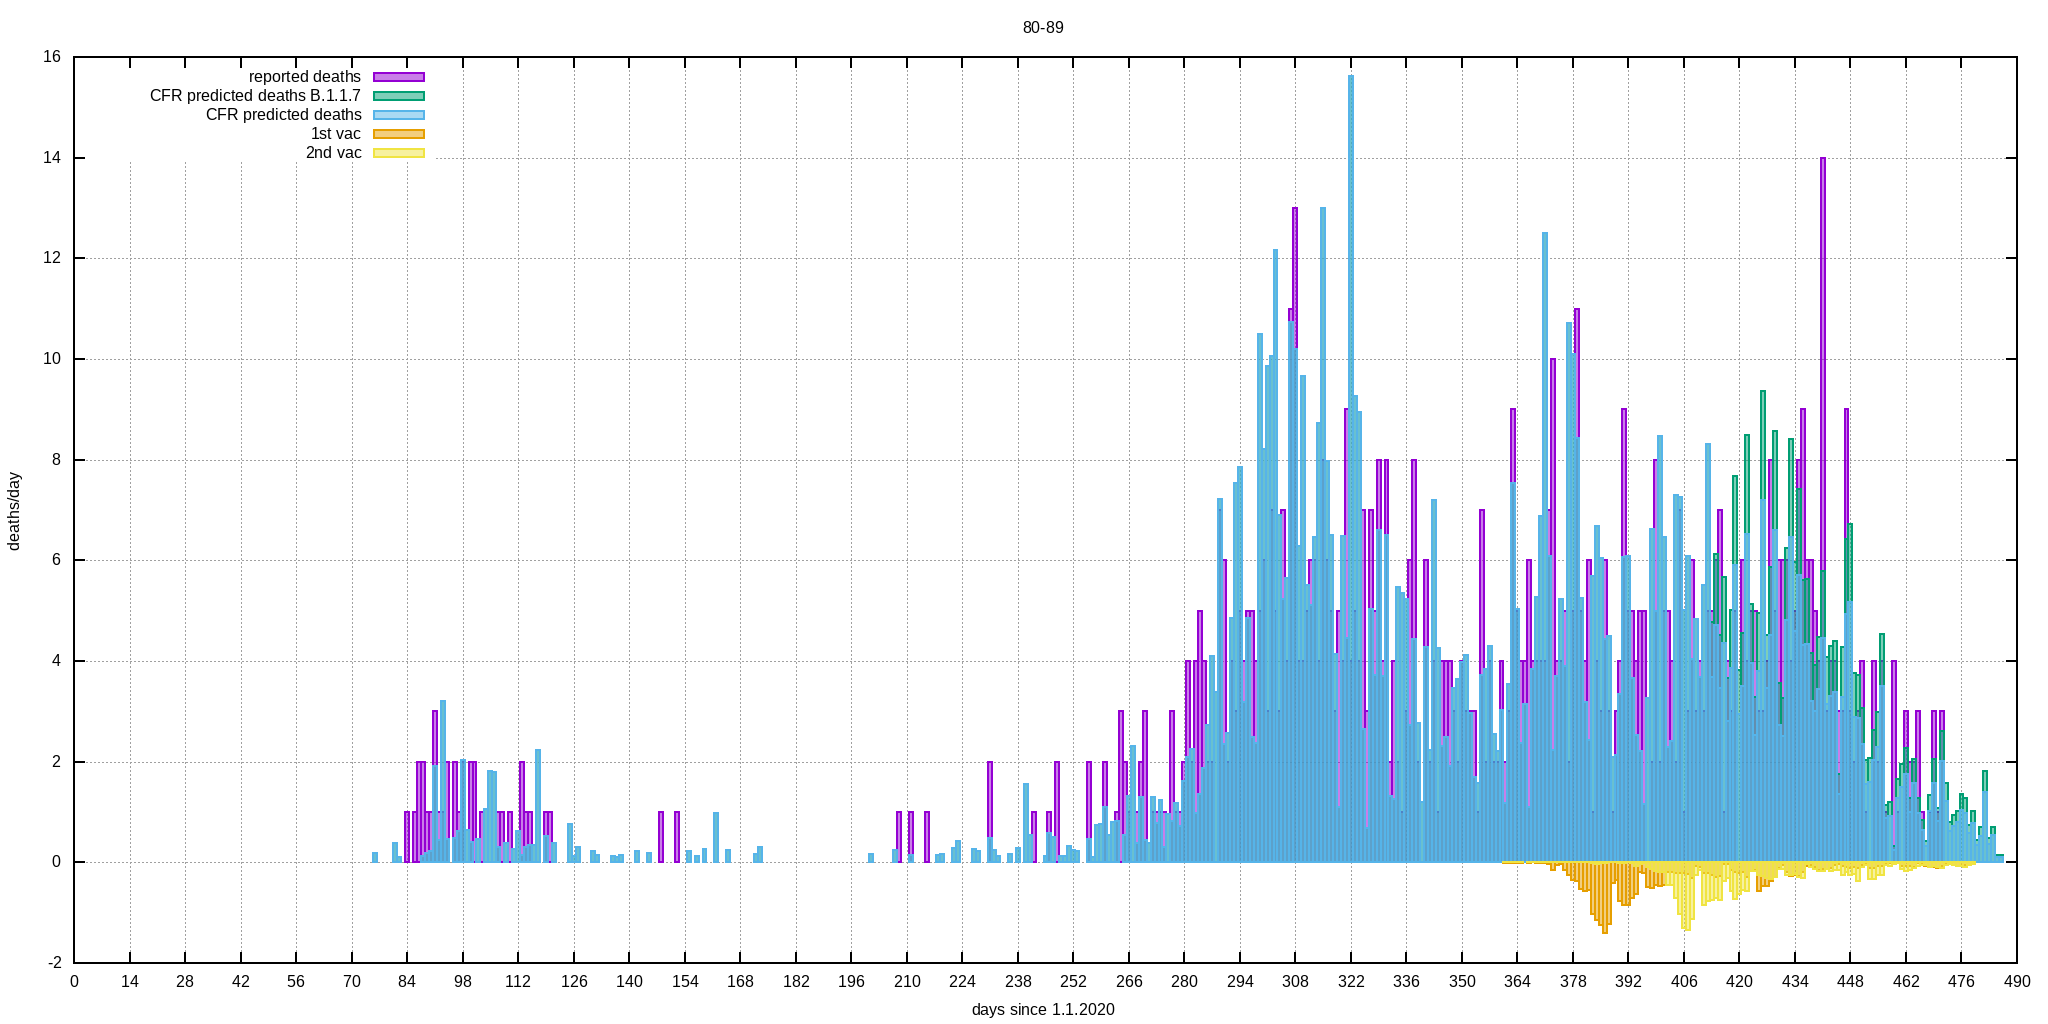 80-89
reported deaths
CFR predicted deaths B.1.1.7
CFR predicted deaths
1st vac
2nd vac
16
14
12
10
8
6
4
2
0
-2
deaths/day
0 14 28 42 56 70 84 98 112 126 140 154 168 182 196 210 224 238 252 266 280 294 308 322 336 350 364 378 392 406 420 434 448 462 476 490
days since 1.1.2020